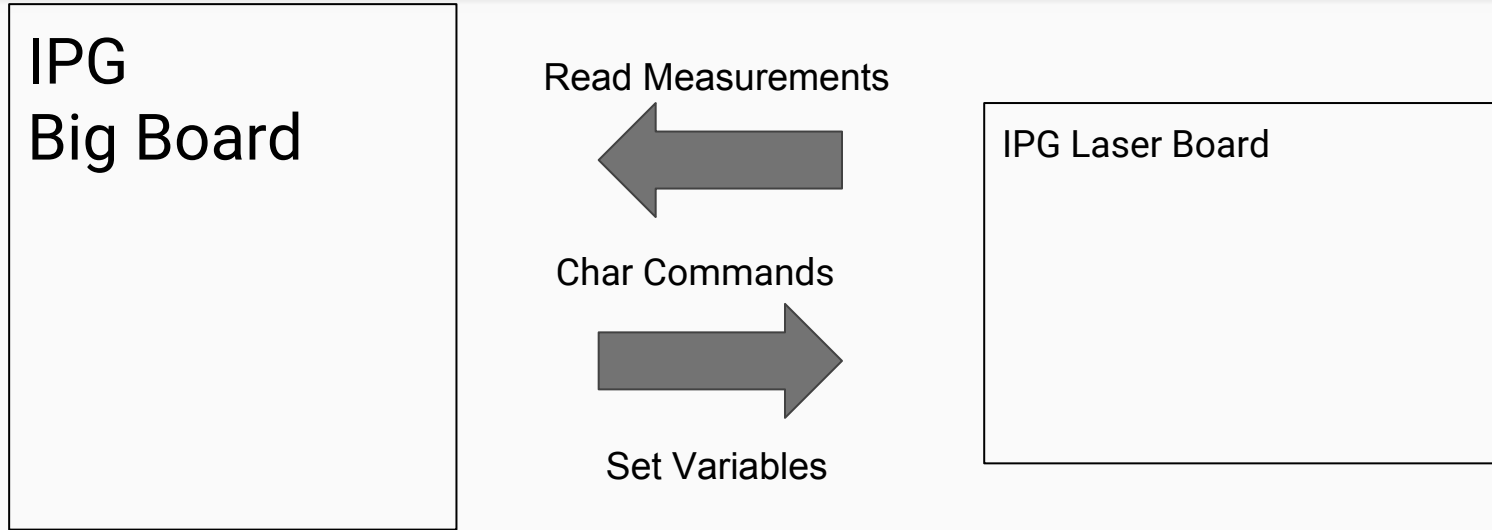 IPG
Big Board
Read Measurements
Char Commands
Set Variables
IPG Laser Board